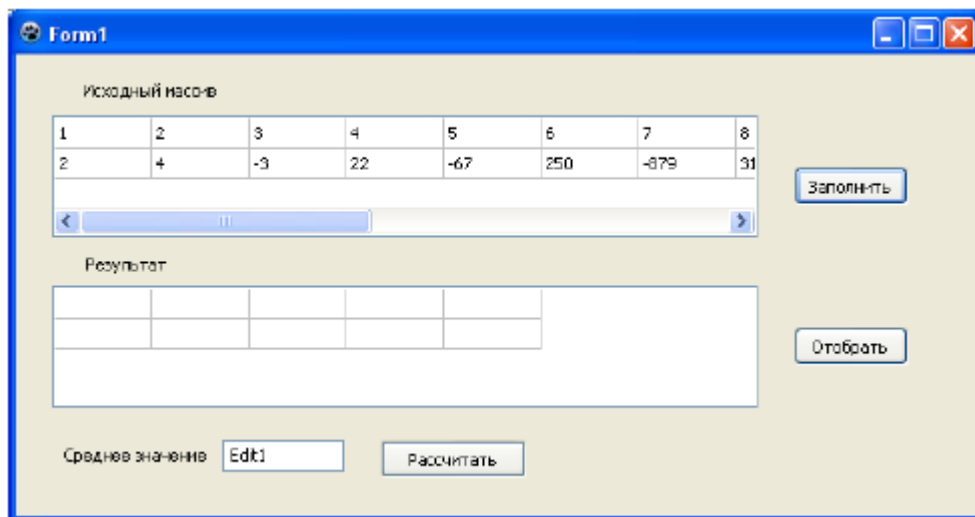 Form1
Исходный массив
1 2 3 4 5 6 7 8
2 4 -3 22 -67 250 -879 31
Заполнить
Результат
Отобрать
Среднее значение Edit1 Рассчитать